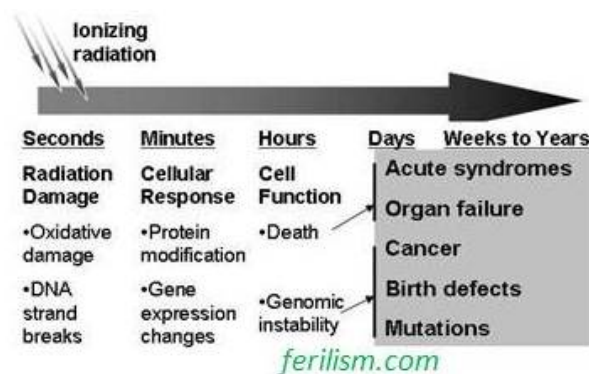 Ionizing
radiation
Seconds
Minutes
Hours
Days
Weeks to Years
Radiation
Damage
•Oxidative
damage
•DNA
strand
breaks
Cellular
Response
•Protein
modification
•Gene
expression
changes
Cell
Function
•Death
•Genomic
instability
Acute syndromes
Organ failure
Cancer
Birth defects
Mutations
ferilism.com